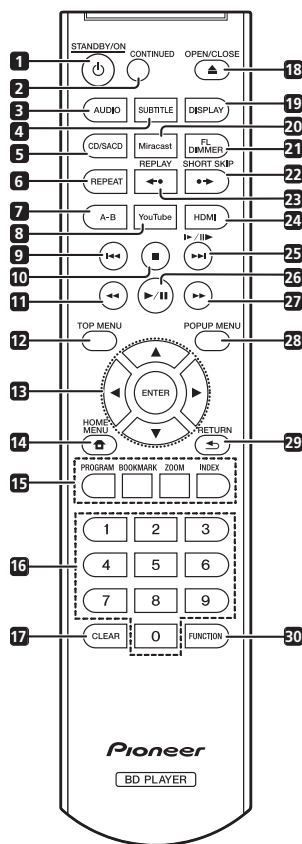 STANDBY/ON
CONTINUED
OPEN/CLOSE
1
2
18
AUDIO
SUBTITLE
DISPLAY
3
4
19
20
CD/SACD
Miracast
FL DIMMER
5
21
REPLAY
SHORT SKIP
REPEAT
6
22
23
A-B
YouTube
HDMI
7
8
24
9
25
10
26
11
27
TOP MENU
POPUP MENU
12
28
13
ENTER
HOME MENU
RETURN
14
29
PROGRAM
BOOKMARK
ZOOM
INDEX
15
1
2
3
4
5
6
16
7
8
9
CLEAR
0
FUNCTION
17
30
Pioneer
BD PLAYER